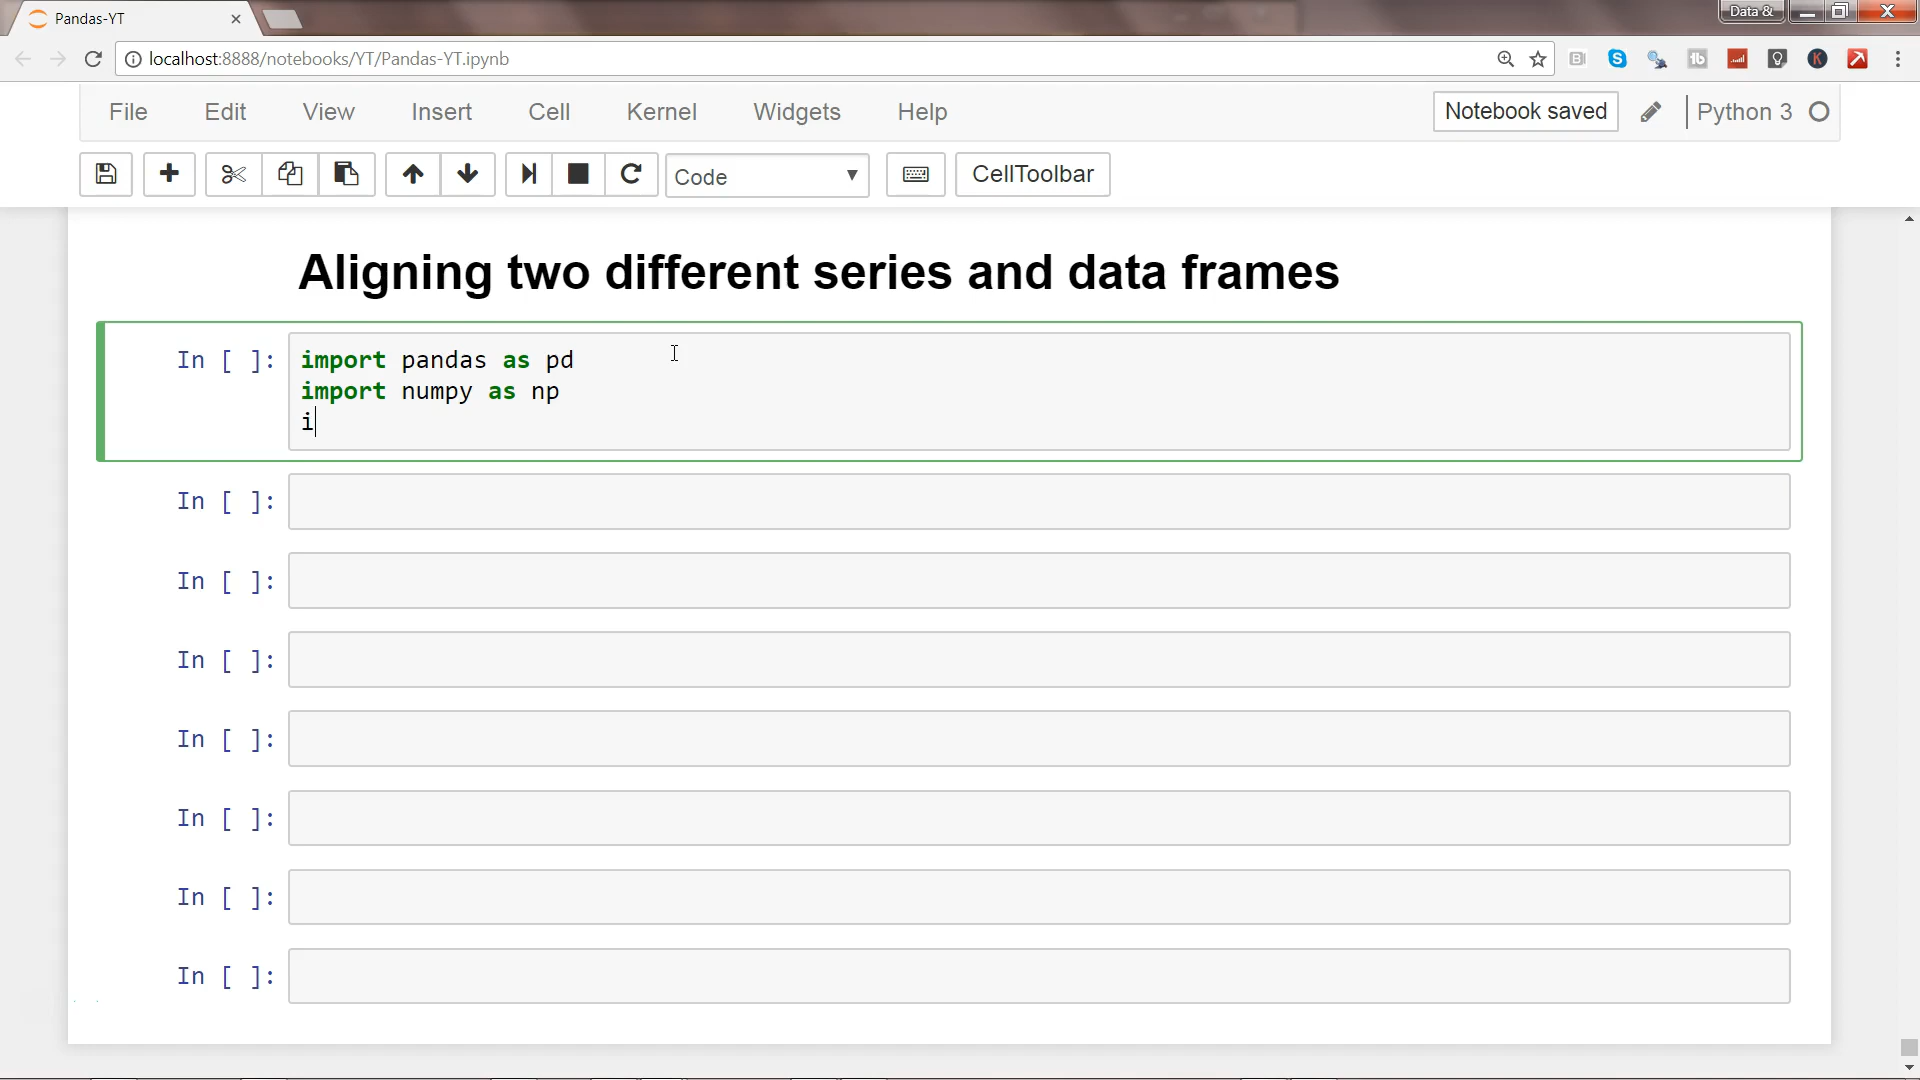 Pandas-YT
Data &
localhost:8888/notebooks/YT/Pandas-YT.ipynb
File Edit View Insert Cell Kernel Widgets Help Notebook saved Python 3
Code CellToolbar
Aligning two different series and data frames
In [ ]: import pandas as pd
import numpy as np
i
In [ ]:
In [ ]:
In [ ]:
In [ ]:
In [ ]:
In [ ]:
In [ ]: